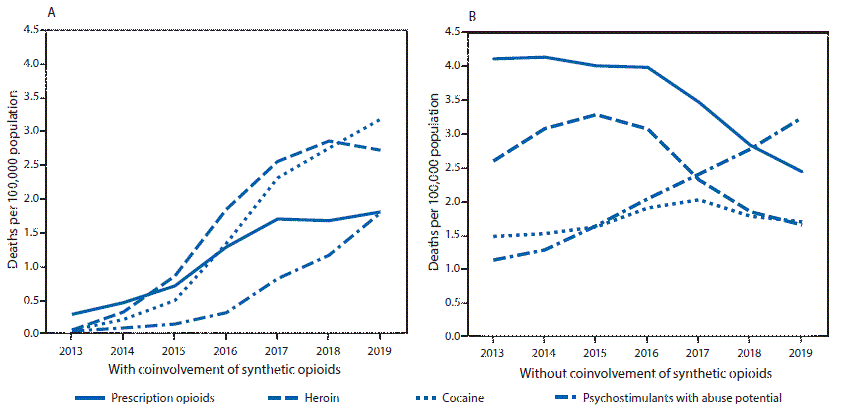 A
B
4.5
4.0
3.5
3.0
2.5
2.0
1.5
1.0
0.5
0.0
Deaths per 100,000 population
2013 2014 2015 2016 2017 2018 2019
With coinvolvement of synthetic opioids
4.5
4.0
3.5
3.0
2.5
2.0
1.5
1.0
0.5
0.0
Deaths per 100,000 population
2013 2014 2015 2016 2017 2018 2019
Without coinvolvement of synthetic opioids
Prescription opioids Heroin Cocaine Psychostimulants with abuse potential